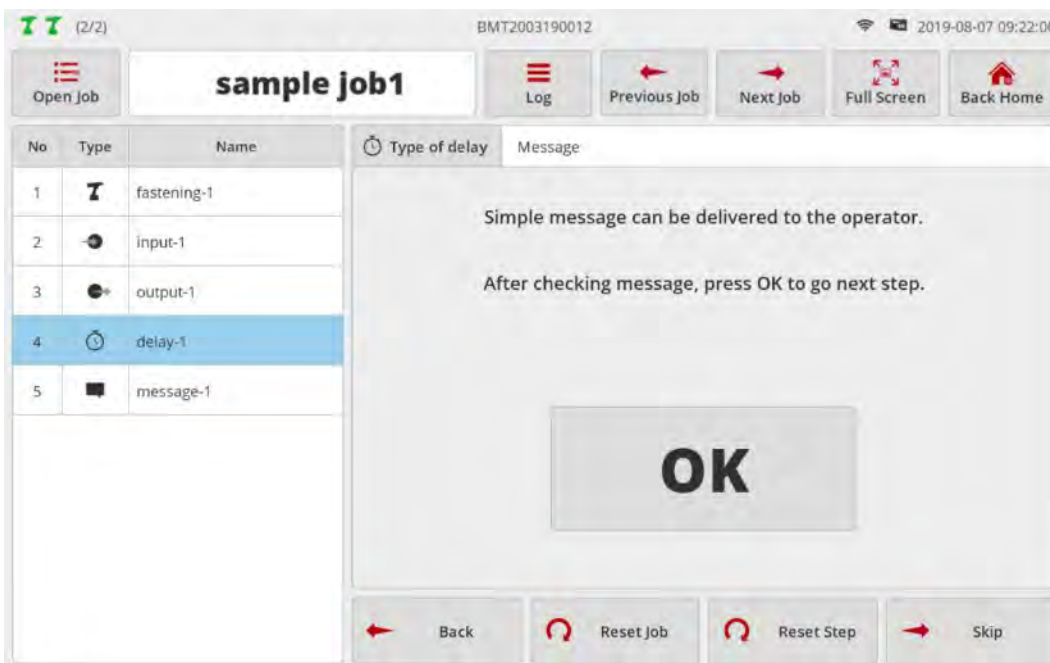 (2/2) BMT2003190012 2019-08-07 09:22:00
Open Job
sample job1
Log
Previous Job
Next Job
Full Screen
Back Home
No Type Name
1 fastening-1
2 input-1
3 output-1
4 delay-1
5 message-1
Type of delay Message
Simple message can be delivered to the operator.
After checking message, press OK to go next step.
OK
Back
Reset Job
Reset Step
Skip